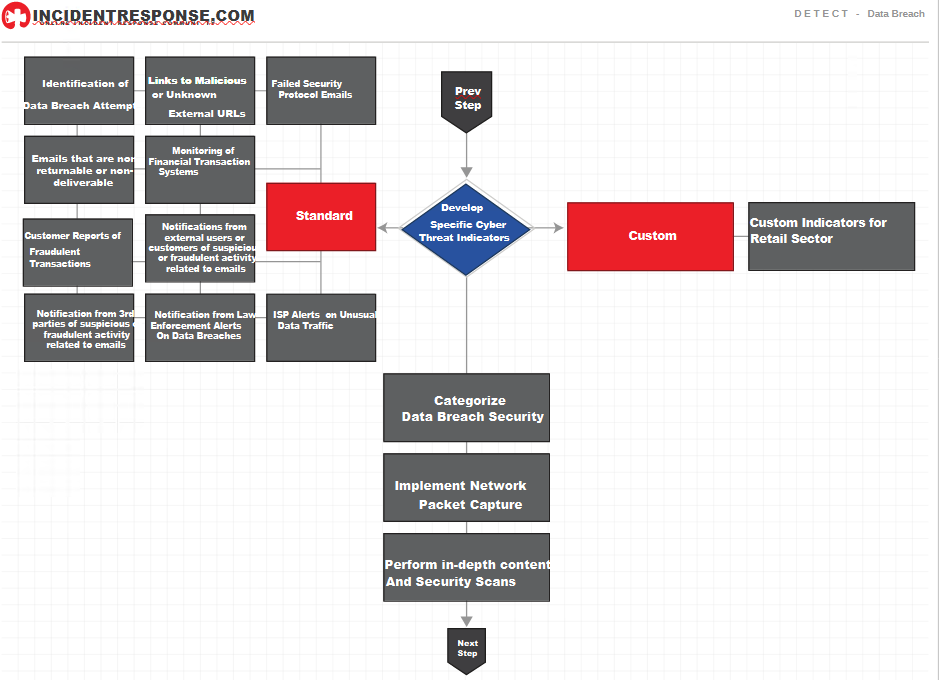 INCIDENTRESPONSE.COM
ONLINE INCIDENT RESPONSE COMMUNITY
DETECT - Data Breach
Identification of
Data Breach Attempt
Links to Malicious
or Unknown
External URLs
Failed Security
Protocol Emails
Prev
Step
Emails that are non
returnable or non-
deliverable
Monitoring of
Financial Transaction
Systems
Standard
Develop
Specific Cyber
Threat Indicators
Custom
Custom Indicators for
Retail Sector
Customer Reports of
Fraudulent
Transactions
Notifications from
external users or
customers of suspiciou
or fraudulent activity
related to emails
Notification from 3rd
parties of suspicious
fraudulent activity
related to emails
Notification from Law
Enforcement Alerts
On Data Breaches
ISP Alerts on Unusual
Data Traffic
Categorize
Data Breach Security
Implement Network
Packet Capture
Perform in-depth content
And Security Scans
Next
Step